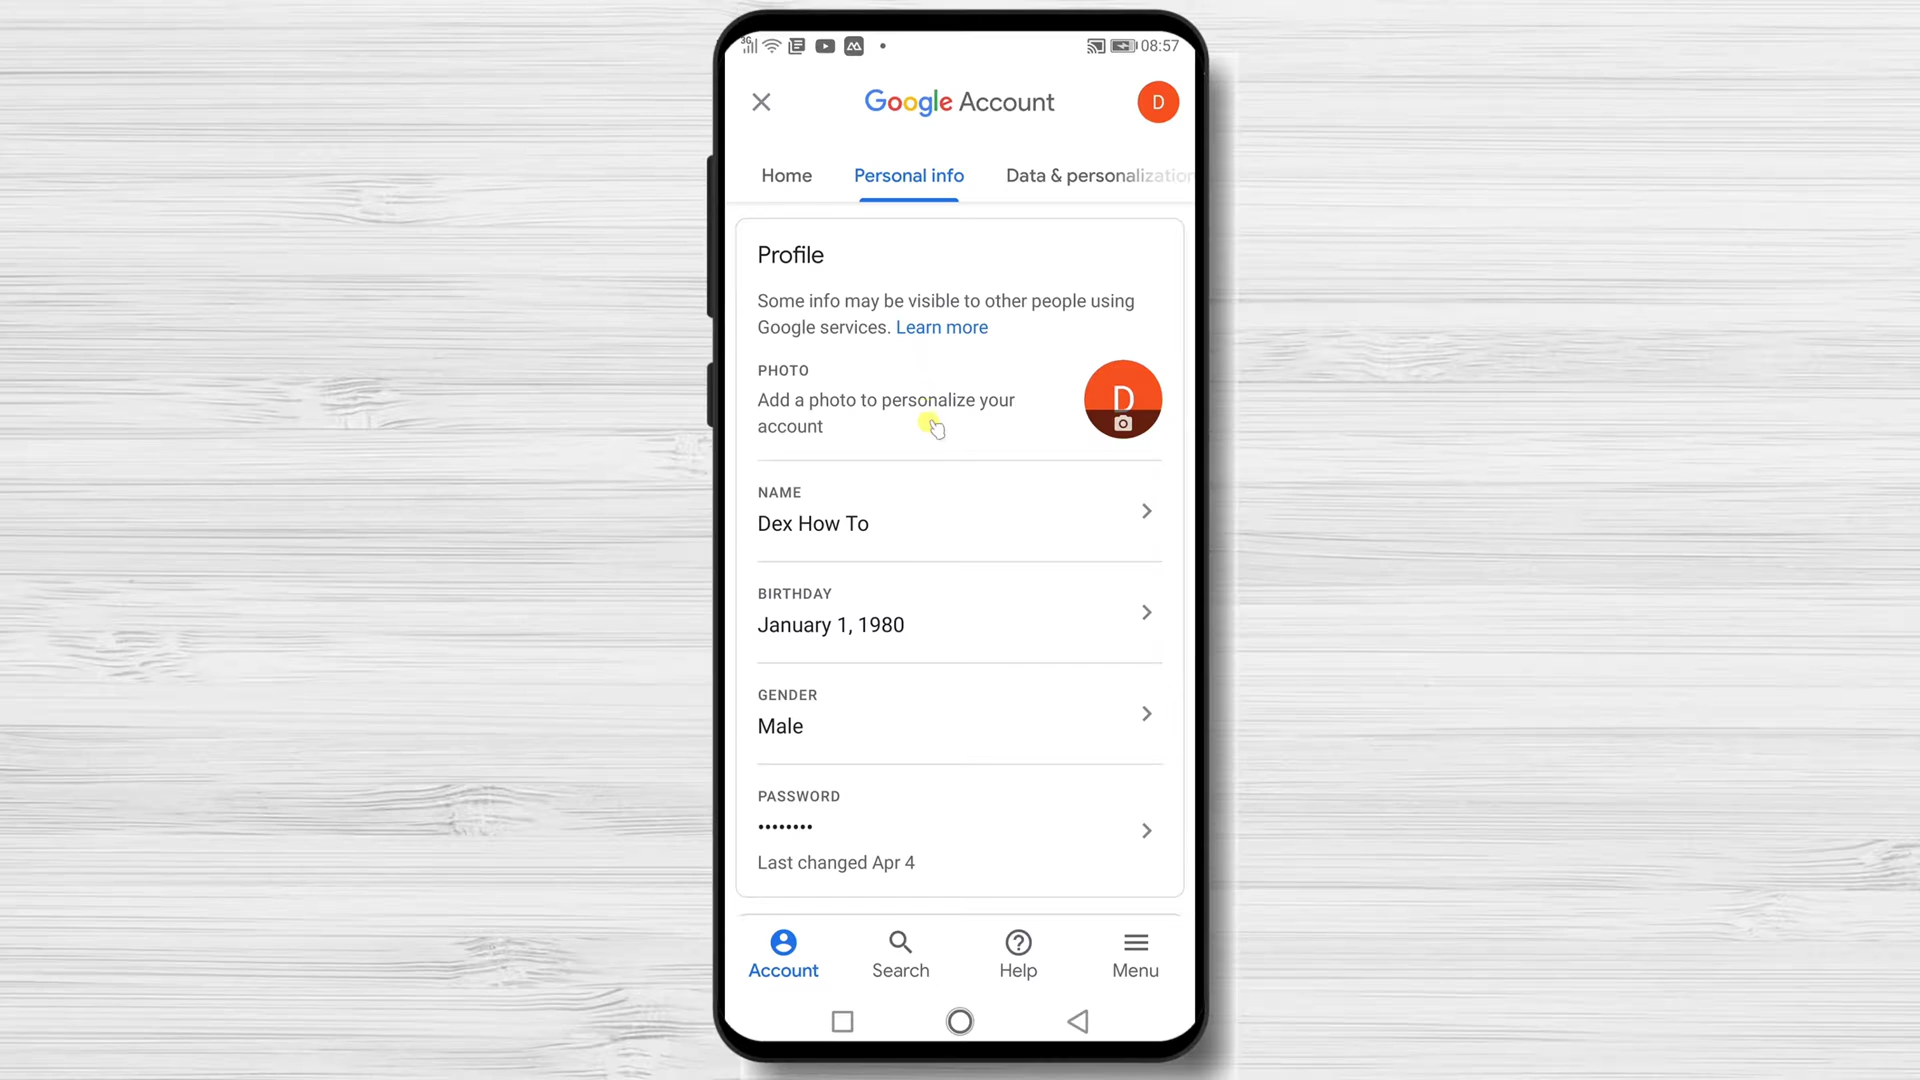 3G 08:57
Google Account D
Home Personal info Data & personalization
Profile
Some info may be visible to other people using
Google services. Learn more
PHOTO
Add a photo to personalize your
account
D
NAME
Dex How To
BIRTHDAY
January 1, 1980
GENDER
Male
PASSWORD
••••••••
Last changed Apr 4
Account Search Help Menu